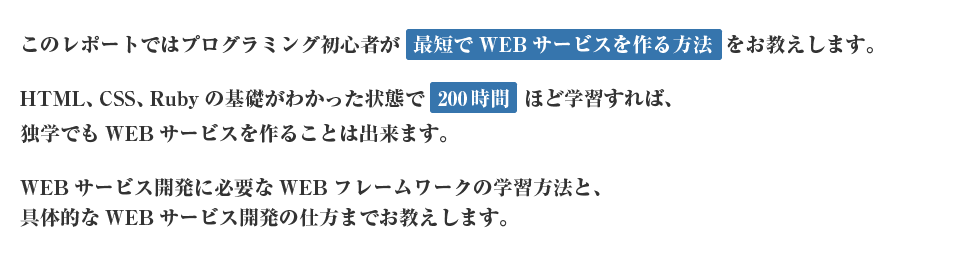 このレポートではプログラミング初心者が 最短で WEB サービスを作る方法 をお教えします。
HTML、CSS、Ruby の基礎がわかった状態で 200 時間 ほど学習すれば、
独学でも WEB サービスを作ることは出来ます。
WEB サービス開発に必要な WEB フレームワークの学習方法と、
具体的な WEB サービス開発の仕方までお教えします。